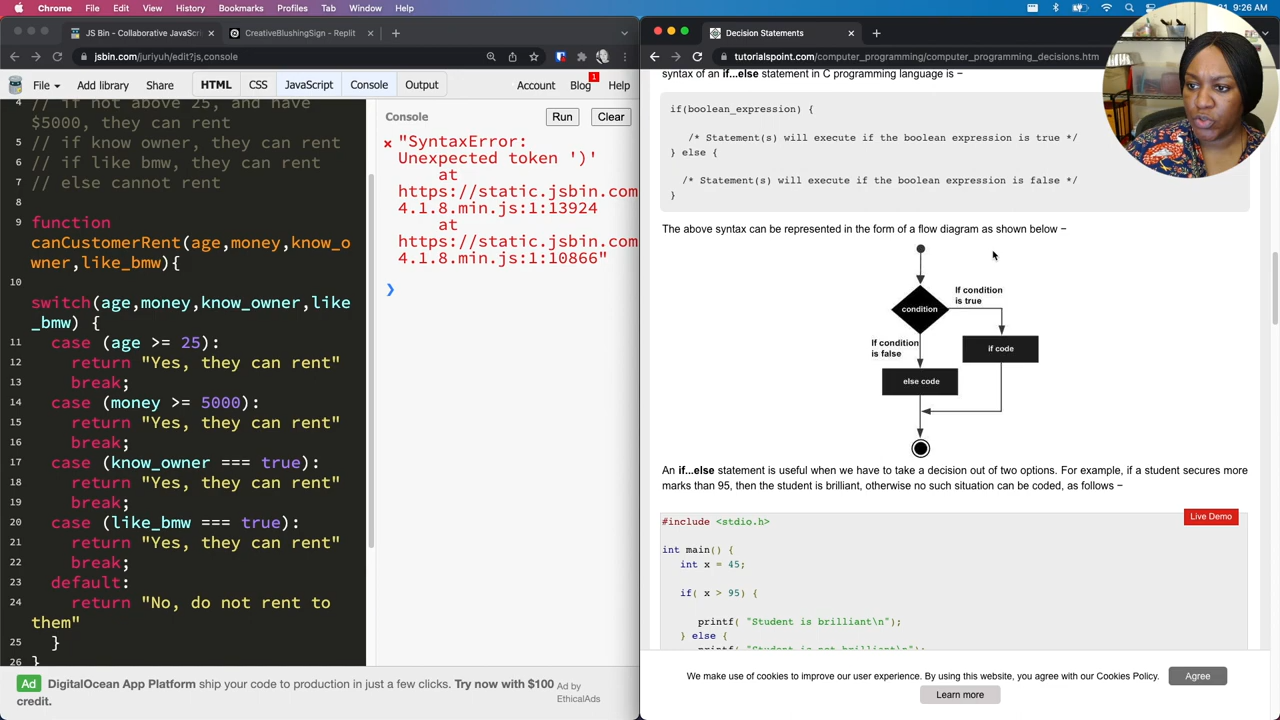 Chrome File Edit View History Bookmarks Profiles Tab Window Help
JS Bin - Collaborative JavaScri
CreativeBlushingSign - Replit
jsbin.com/juriyuh/edit?js,console
File Add library Share HTML CSS JavaScript Console Output Account Blog 1 Help
4 // if not above 25, and have
$5000, they can rent
5 // if know owner, they can rent
6 // if like bmw, they can rent
7 // else cannot rent
8
9 function
canCustomerRent(age,money,know_o
wner,like_bmw){
10
switch(age,money,know_owner,like
_bmw) {
11 case (age >= 25):
12 return "Yes, they can rent"
13 break;
14 case (money >= 5000):
15 return "Yes, they can rent"
16 break;
17 case (know_owner === true):
18 return "Yes, they can rent"
19 break;
20 case (like_bmw === true):
21 return "Yes, they can rent"
22 break;
23 default:
24 return "No, do not rent to
them"
25 }
26 }
Console Run Clear
"SyntaxError:
Unexpected token ')'
at
https://static.jsbin.com
4.1.8.min.js:1:13924
at
https://static.jsbin.com
4.1.8.min.js:1:10866"
Ad DigitalOcean App Platform ship your code to production in just a few clicks. Try now with $100
credit.
Ad by
EthicalAds
Decision Statements
tutorialspoint.com/computer_programming/computer_programming_decisions.htm
syntax of an if...else statement in C programming language is −
if(boolean_expression) {
/* Statement(s) will execute if the boolean expression is true */
} else {
/* Statement(s) will execute if the boolean expression is false */
}
The above syntax can be represented in the form of a flow diagram as shown below −
If condition
is true
condition
If condition
is false
if code
else code
An if...else statement is useful when we have to take a decision out of two options. For example, if a student secures more
marks than 95, then the student is brilliant, otherwise no such situation can be coded, as follows −
Live Demo
#include <stdio.h>
int main() {
int x = 45;
if( x > 95) {
printf( "Student is brilliant\n");
} else {
printf( "Student is not brilliant\n");
We make use of cookies to improve our user experience. By using this website, you agree with our Cookies Policy. Agree
Learn more